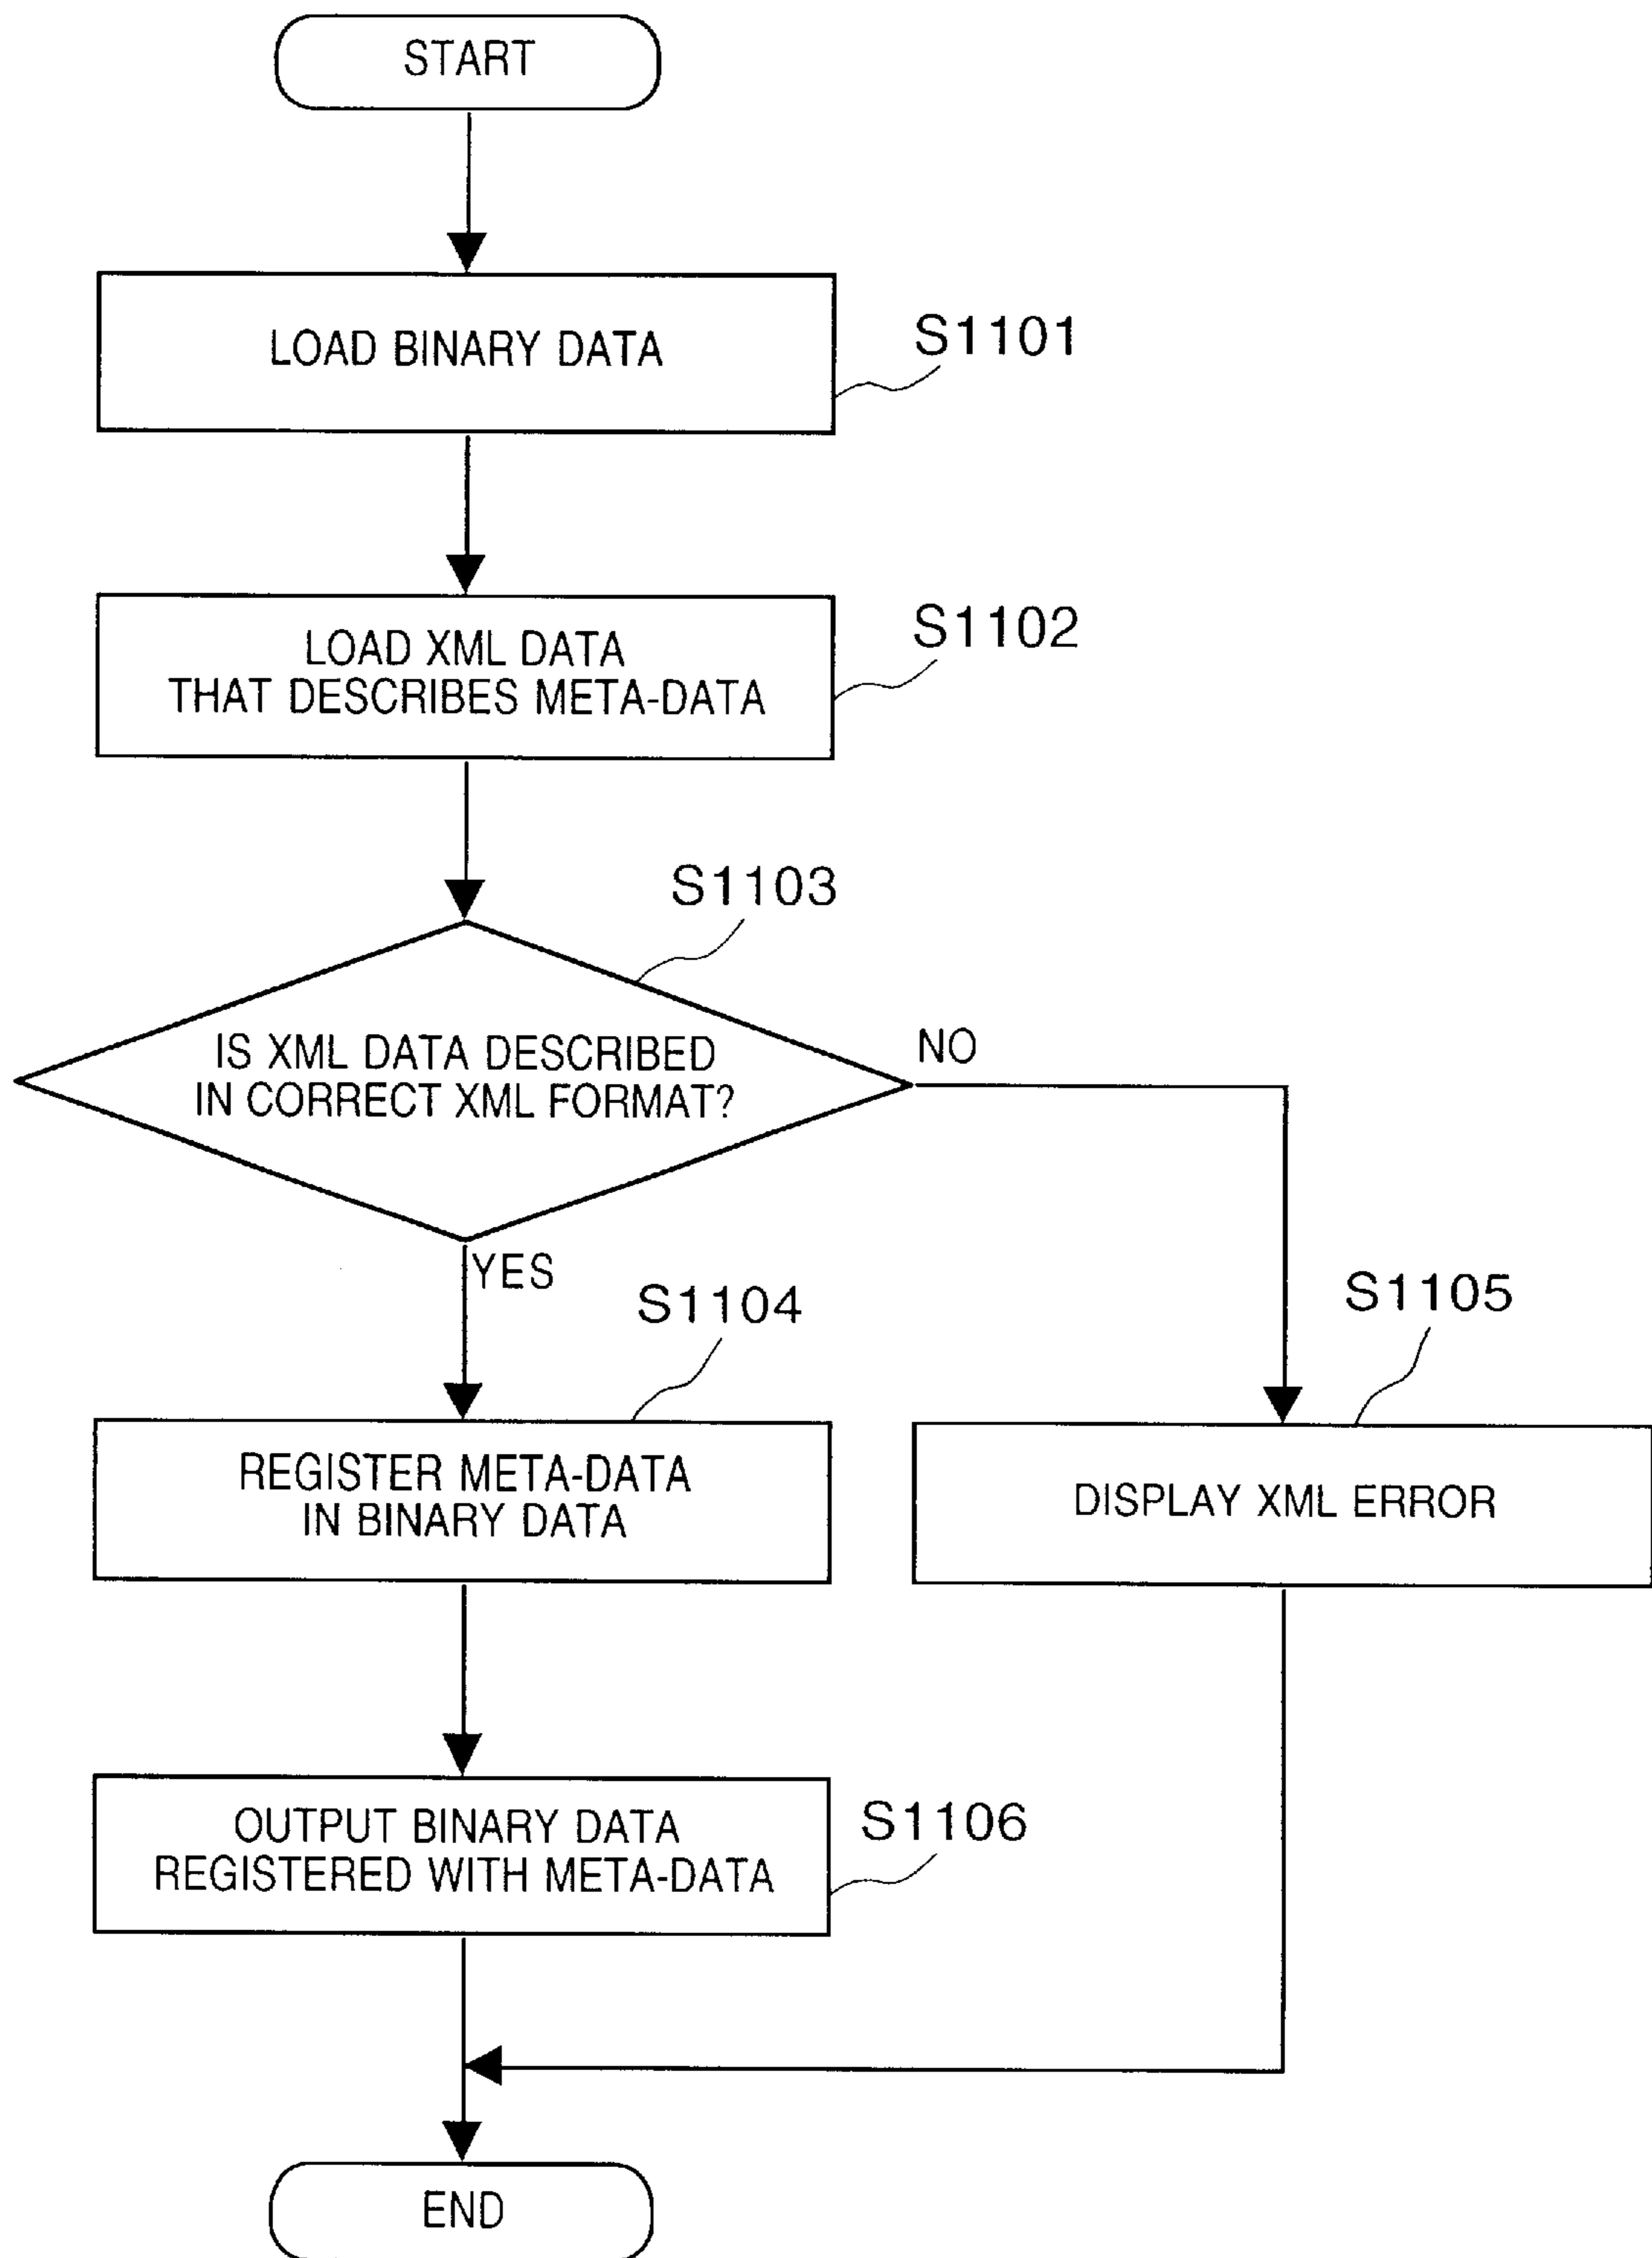 START
LOAD BINARY DATA
S1101
LOAD XML DATA
THAT DESCRIBES META-DATA
S1102
S1103
IS XML DATA DESCRIBED
IN CORRECT XML FORMAT?
NO
YES
S1104
S1105
REGISTER META-DATA
IN BINARY DATA
DISPLAY XML ERROR
OUTPUT BINARY DATA
REGISTERED WITH META-DATA
S1106
END